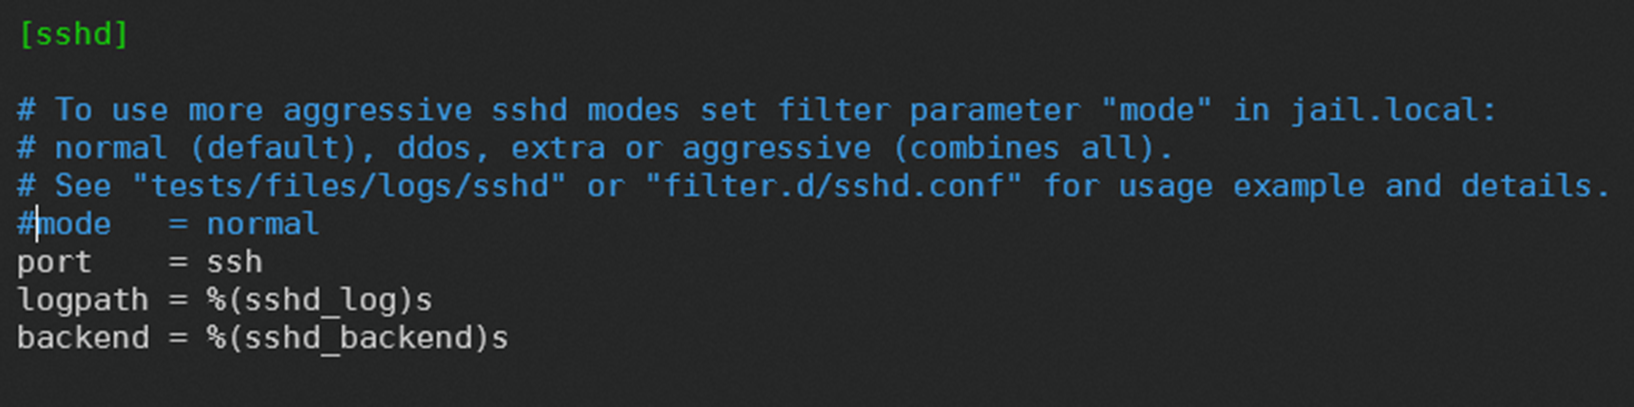 [sshd]
# To use more aggressive sshd modes set filter parameter "mode" in jail.local:
# normal (default), ddos, extra or aggressive (combines all).
# See "tests/files/logs/sshd" or "filter.d/sshd.conf" for usage example and details.
#mode   = normal
port    = ssh
logpath = %(sshd_log)s
backend = %(sshd_backend)s